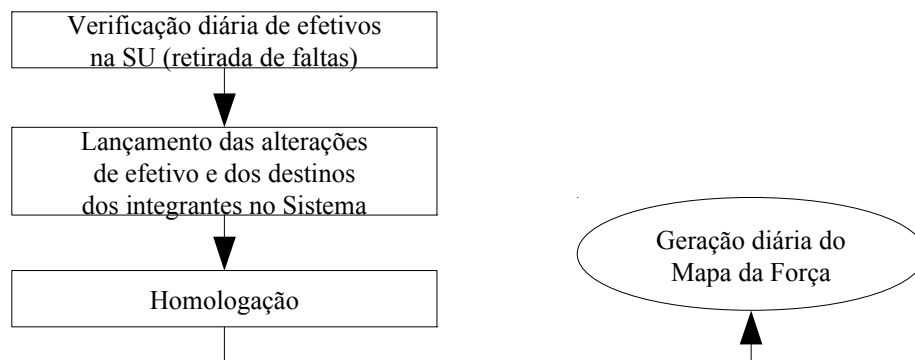 Verificação diária de efetivos
na SU (retirada de faltas)
Lançamento das alterações
de efetivo e dos destinos
dos integrantes no Sistema
Homologação
Geração diária do
Mapa da Força